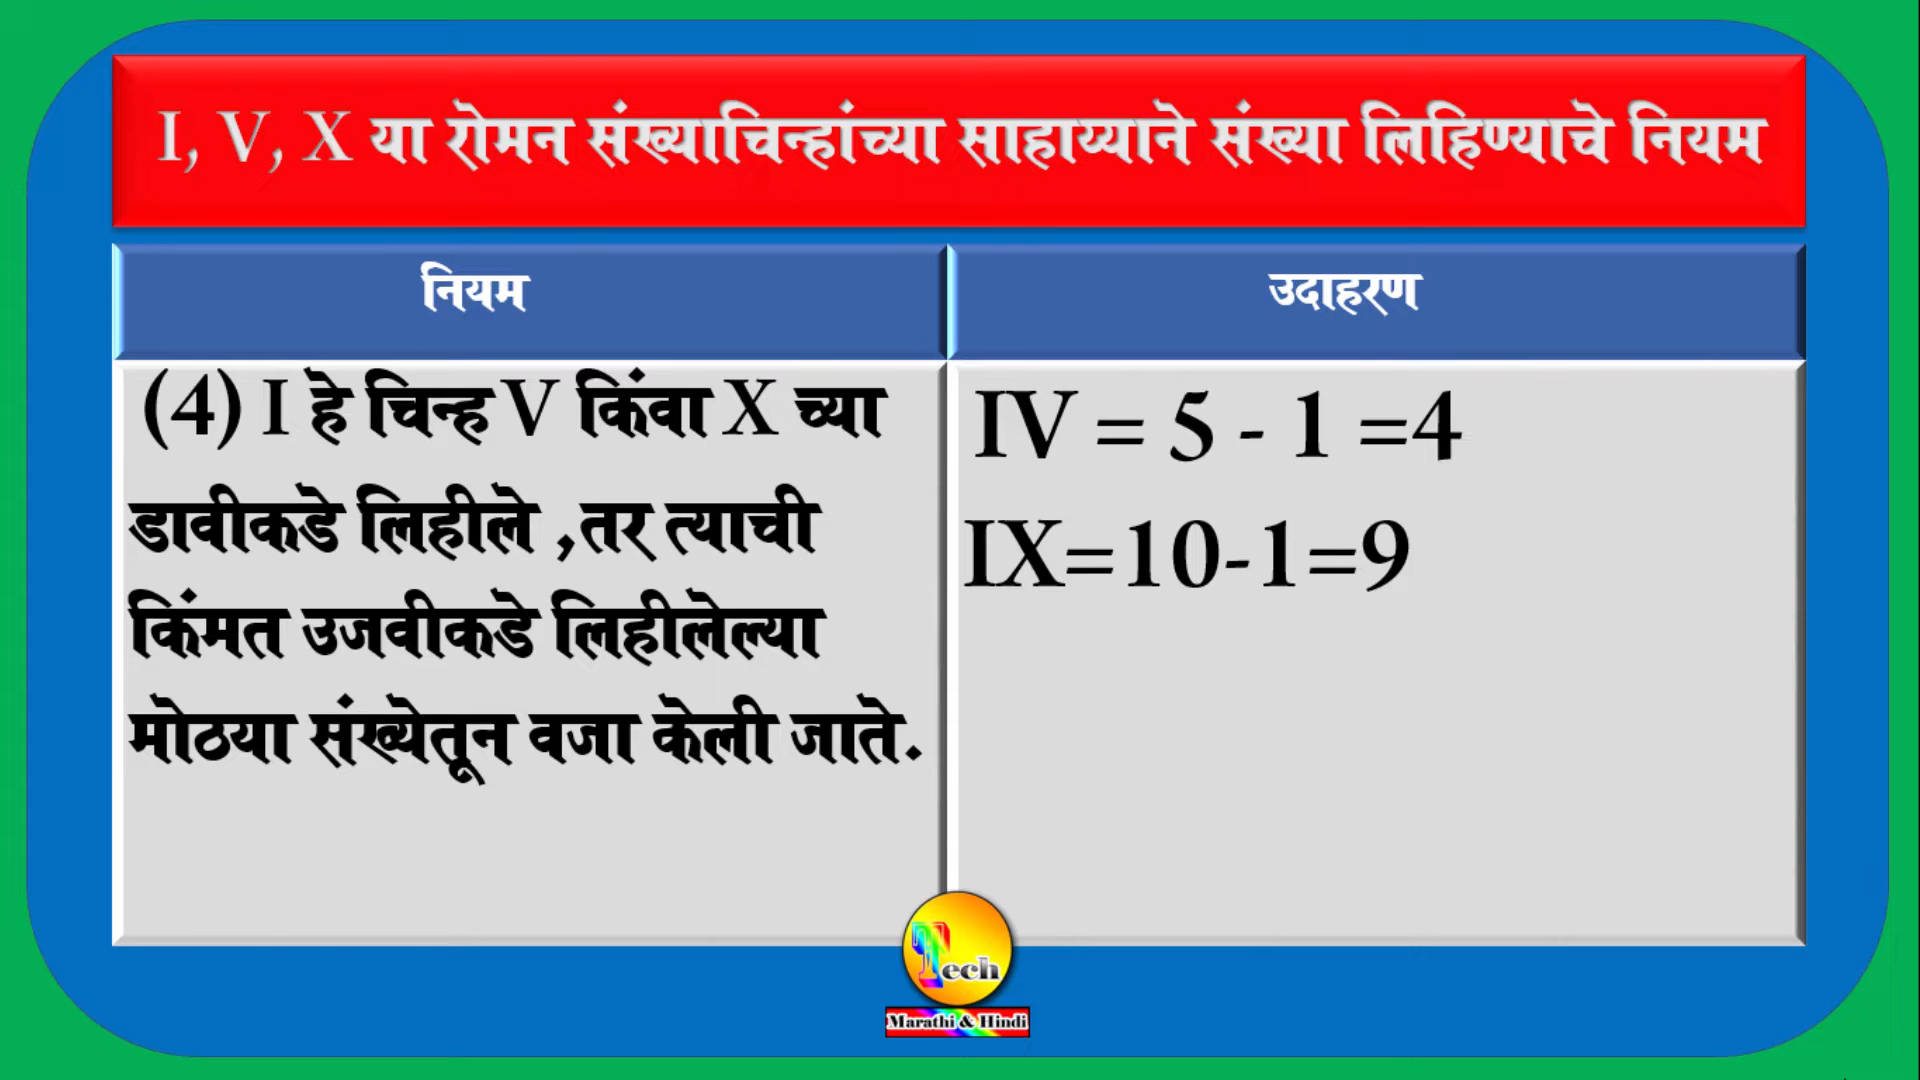 I, V, X या रोमन संख्याचिन्हांच्या साहाय्याने संख्या लिहिण्याचे नियम
नियम
उदाहरण
(4) I हे चिन्ह V किंवा X च्या
डावीकडे लिहीले ,तर त्याची
किंमत उजवीकडे लिहीलेल्या
मोठया संख्येतून वजा केली जाते.
IV = 5 - 1 =4
IX=10-1=9
Tech
Marathi & Hindi